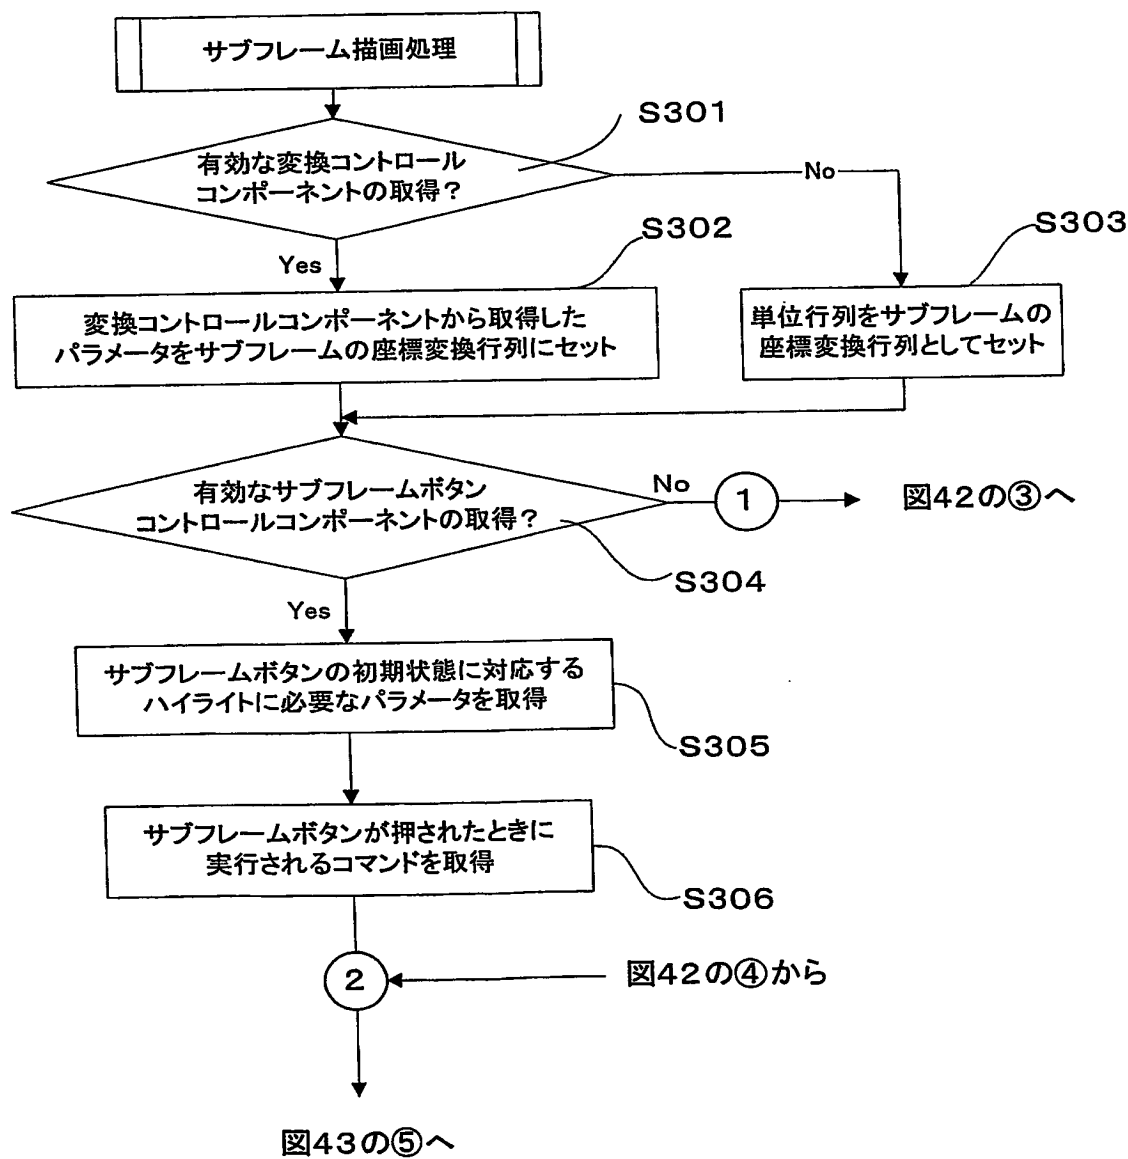 サブフレーム描画処理
S301
有効な変換コントロール
コンポーネントの取得？
No
S302
S303
Yes
変換コントロールコンポーネントから取得した
パラメータをサブフレームの座標変換行列にセット
単位行列をサブフレームの
座標変換行列としてセット
有効なサブフレームボタン
コントロールコンポーネントの取得？
No
1
図42の③へ
S304
Yes
サブフレームボタンの初期状態に対応する
ハイライトに必要なパラメータを取得
S305
サブフレームボタンが押されたときに
実行されるコマンドを取得
S306
2
図42の④から
図43の⑤へ